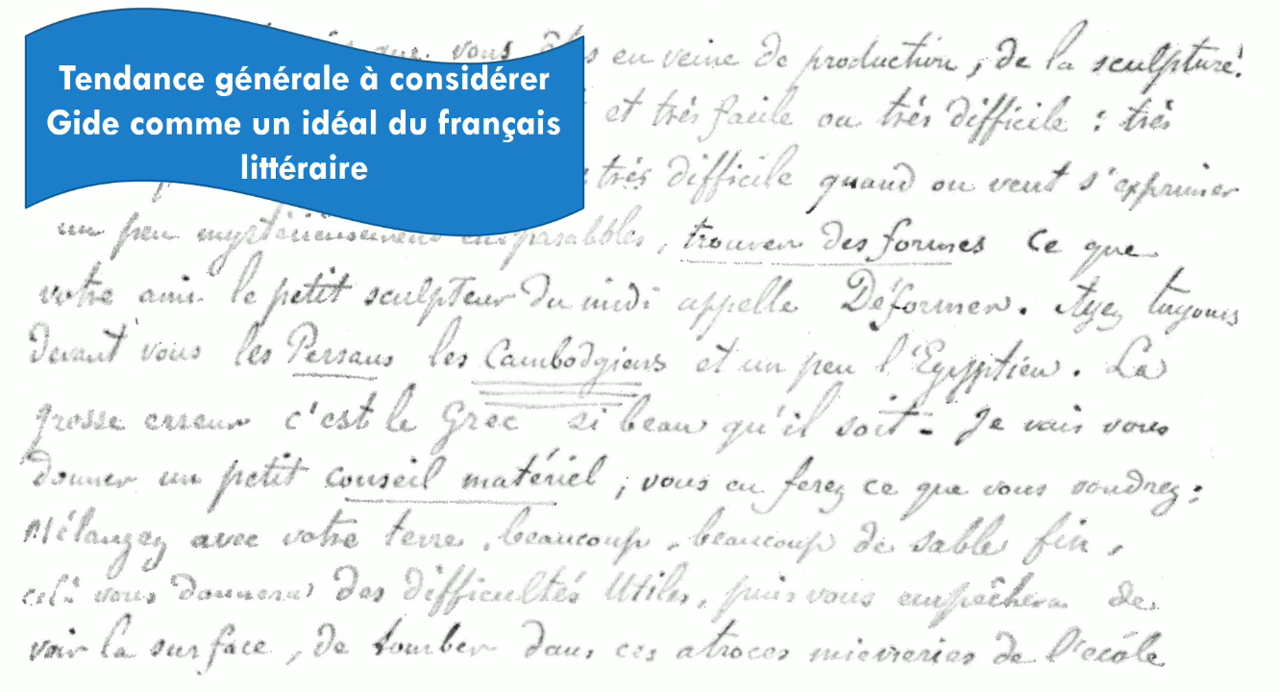 Tendance générale à considérer
Gide comme un idéal du français
littéraire
que vous êtes en veine de production, de la sculpture.
et très facile ou très difficile : très
très difficile quand on veut s'exprimer
un peu mystérieusement, trouver des formes Ce que
votre ami le petit sculpteur du midi appelle Déformer. Ayez toujours
devant vous les Persans les Cambodgiens et un peu l'Egyptien. La
grosse erreur c'est le Grec si beau qu'il soit - Je vais vous
donner un petit conseil matériel, vous en ferez ce que vous voudrez :
Mélangez avec votre terre, beaucoup, beaucoup de sable fin,
cela vous donnera des difficultés Utiles, puis vous empêchera de
voir la surface, de tomber dans ces atroces mièvreries de l'école